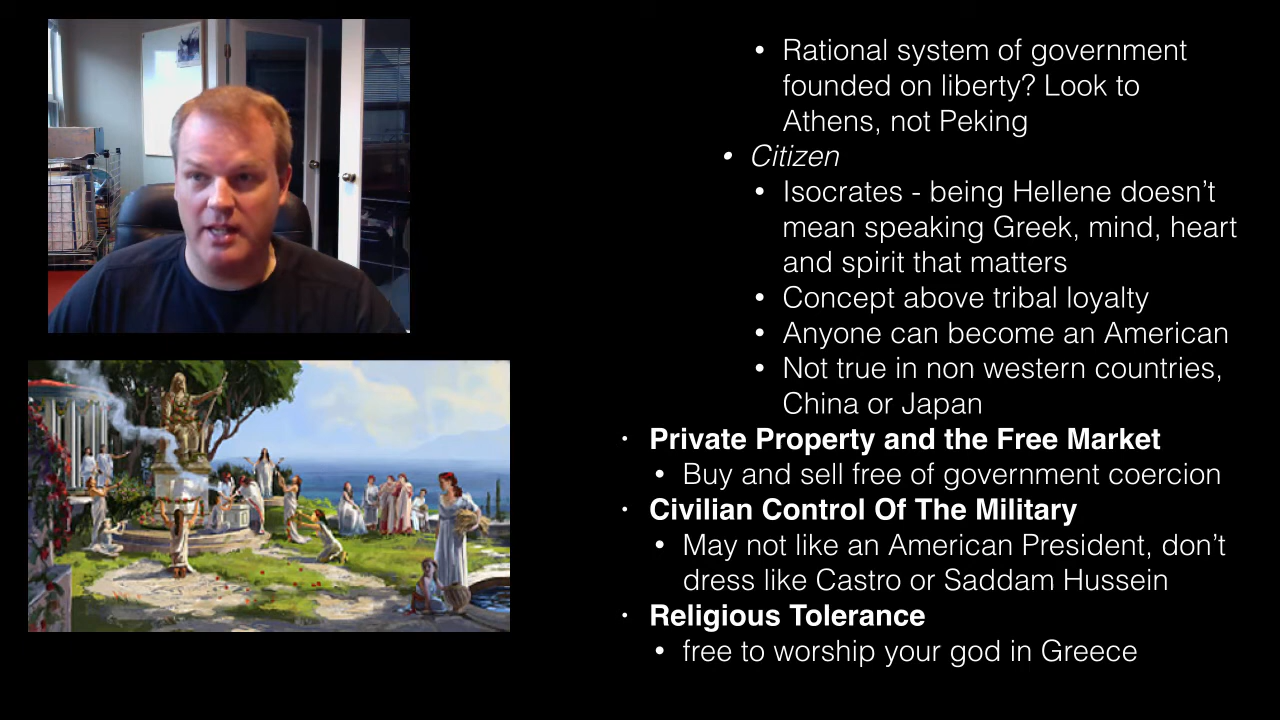 • Rational system of government
founded on liberty? Look to
Athens, not Peking
• Citizen
• Isocrates - being Hellene doesn't
mean speaking Greek, mind, heart
and spirit that matters
• Concept above tribal loyalty
• Anyone can become an American
• Not true in non western countries,
China or Japan
• Private Property and the Free Market
• Buy and sell free of government coercion
• Civilian Control Of The Military
• May not like an American President, don't
dress like Castro or Saddam Hussein
• Religious Tolerance
• free to worship your god in Greece